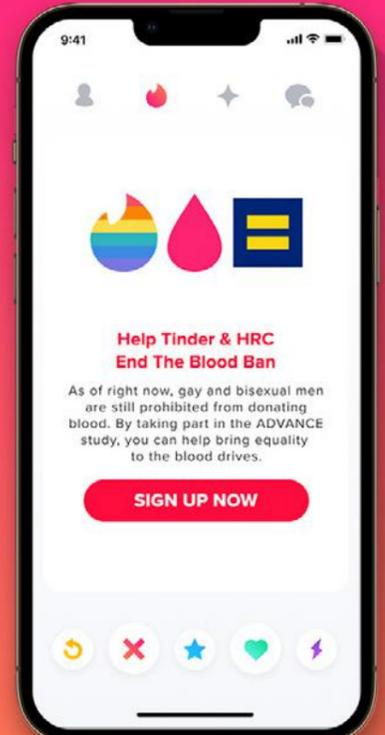 9:41
Help Tinder & HRC
End The Blood Ban
As of right now, gay and bisexual men
are still prohibited from donating
blood. By taking part in the ADVANCE
study, you can help bring equality
to the blood drives.
SIGN UP NOW